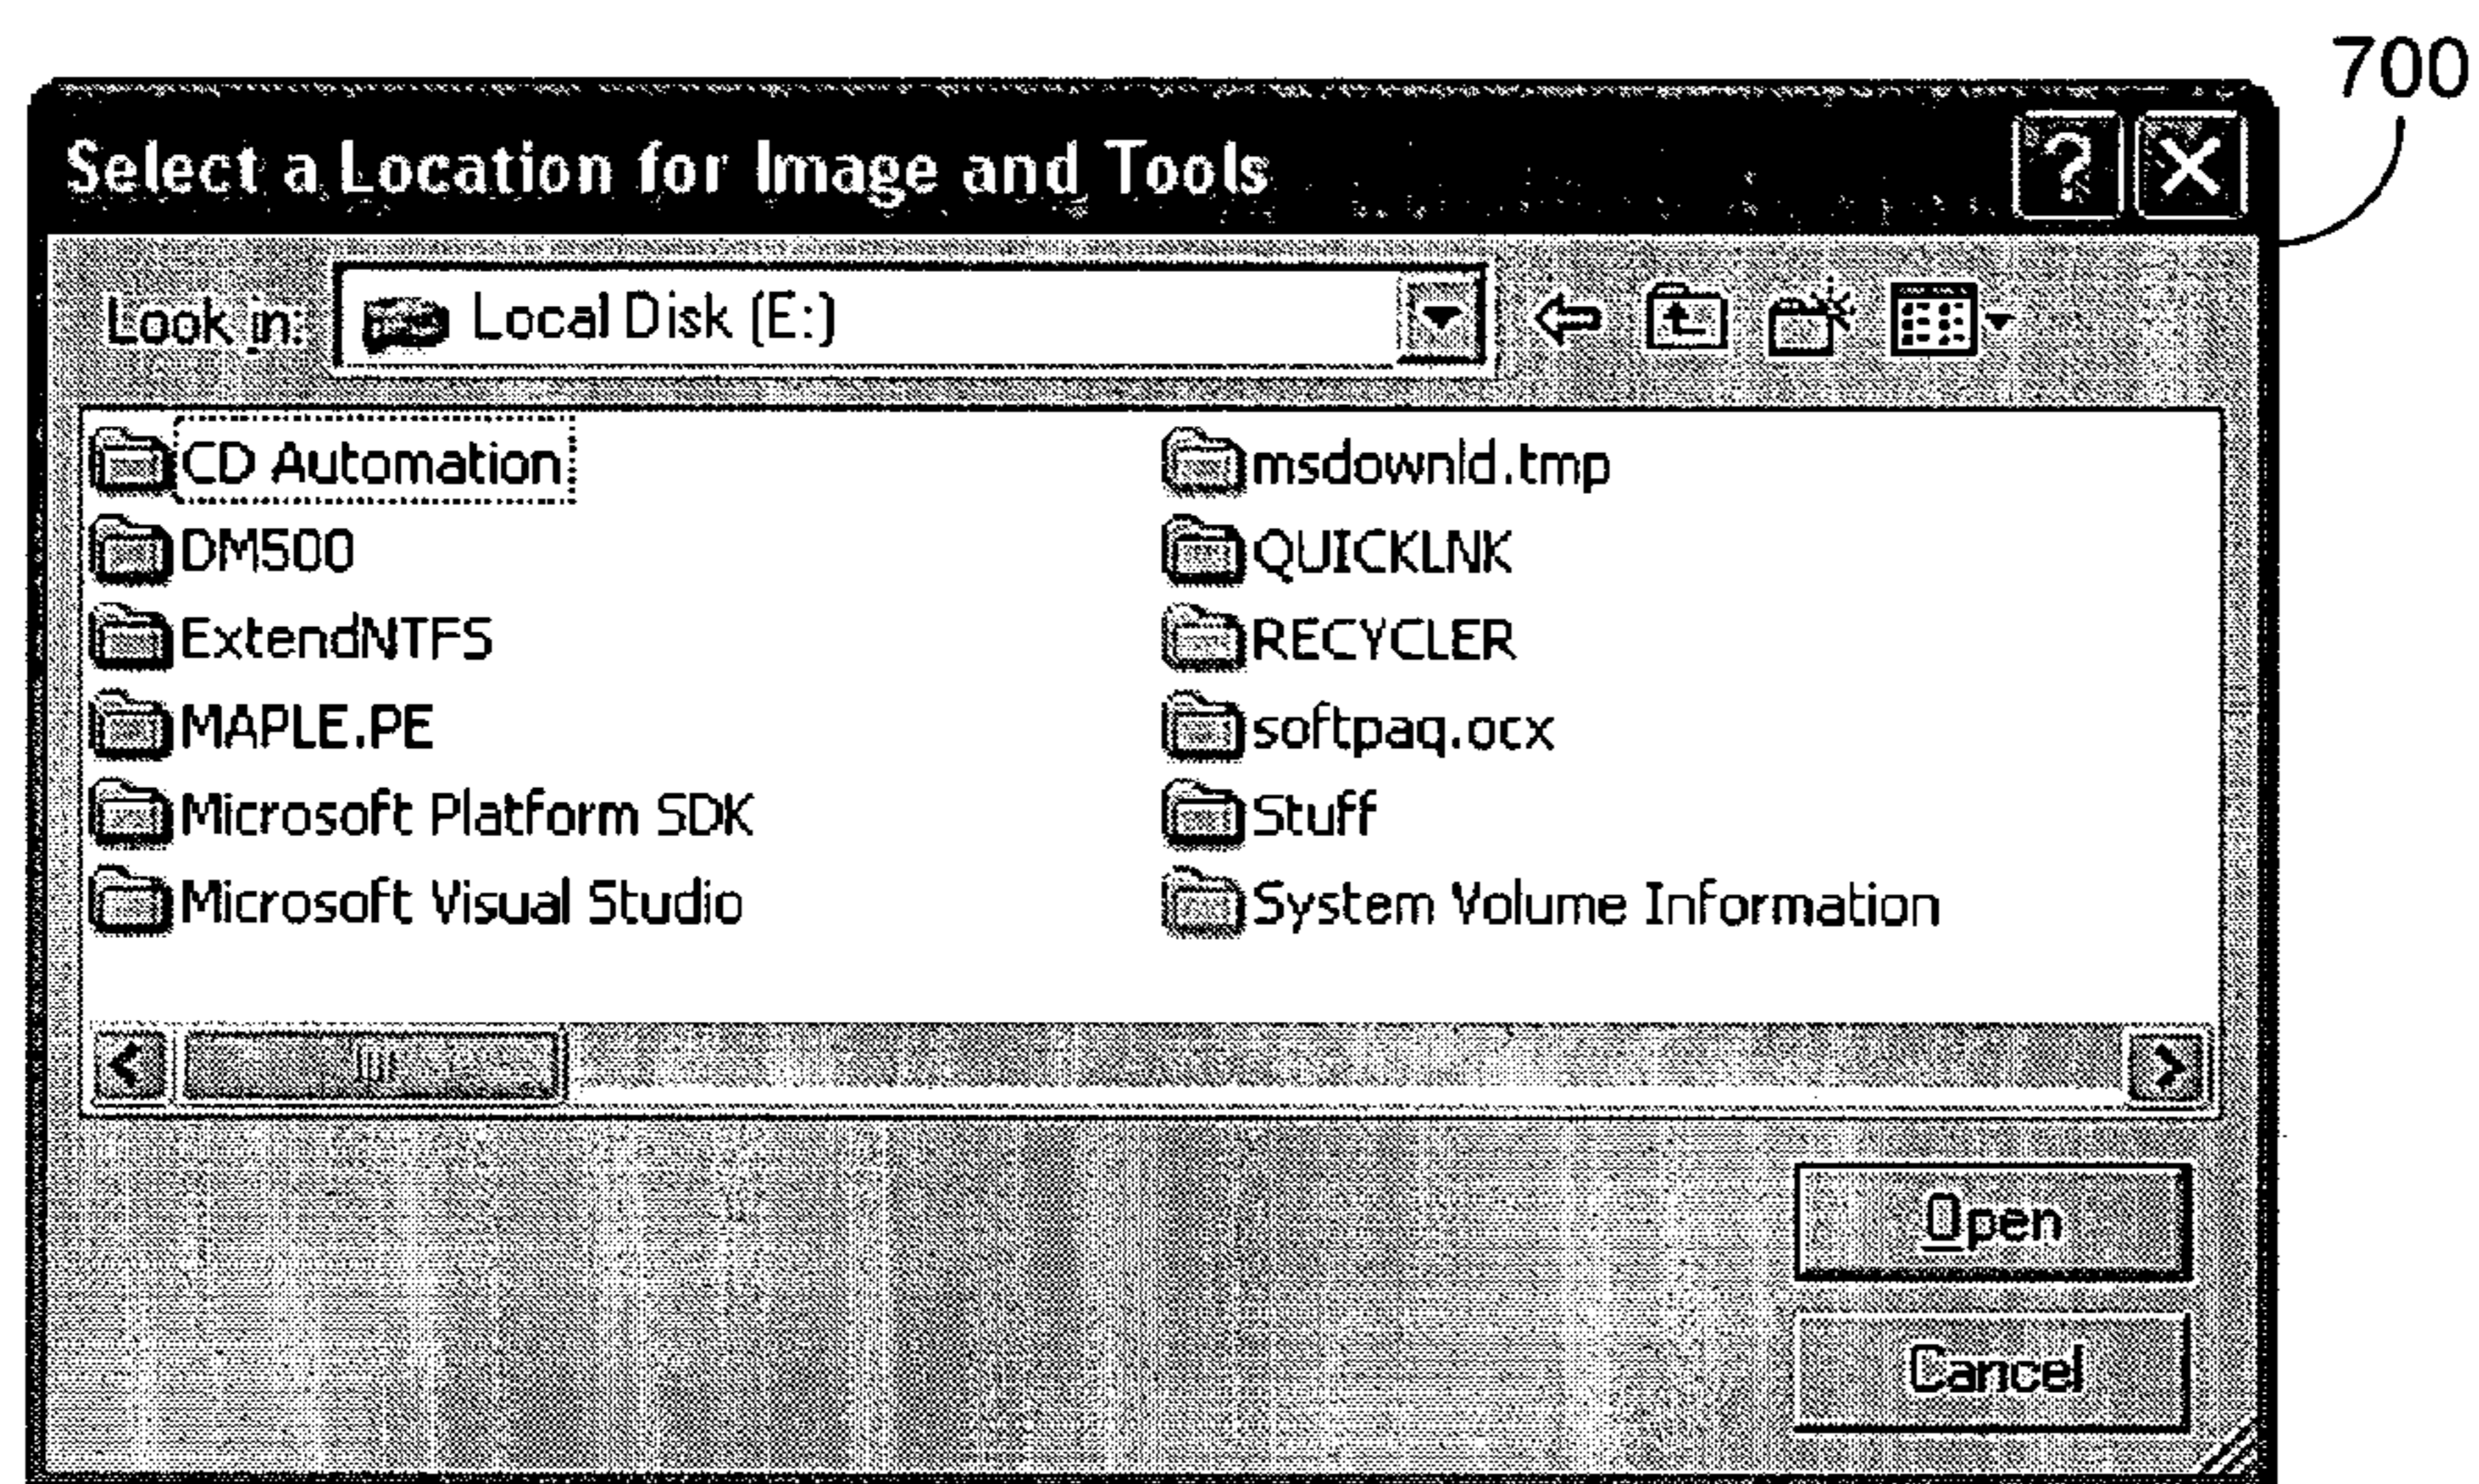 700
Select a Location for Image and Tools
Look in: Local Disk (E:)
CD Automation
DM500
ExtendNTFS
MAPLE.PE
Microsoft Platform SDK
Microsoft Visual Studio
msdownld.tmp
QUICKLNK
RECYCLER
softpaq.ocx
Stuff
System Volume Information
Open
Cancel